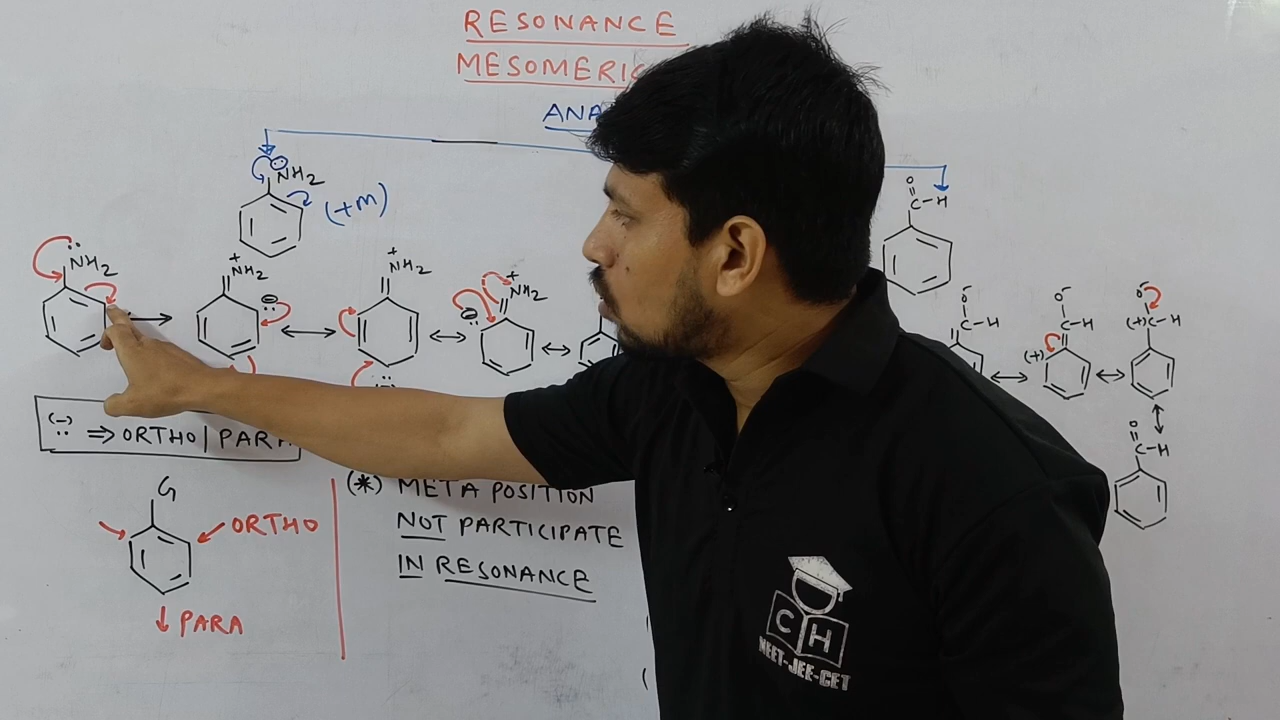 RESONANCE
MESOMERIC
ANA
NH2
(+M)
NH2
+
NH2
+
NH2
+
NH2
O
C-H
O-
C-H
O-
C-H
(+)
O-
(+)C-H
O
C-H
(-) ⇒ ORTHO | PARA
G
ORTHO
↓ PARA
(*) META POSITION
NOT PARTICIPATE
IN RESONANCE
C H
NEET-JEE-CET